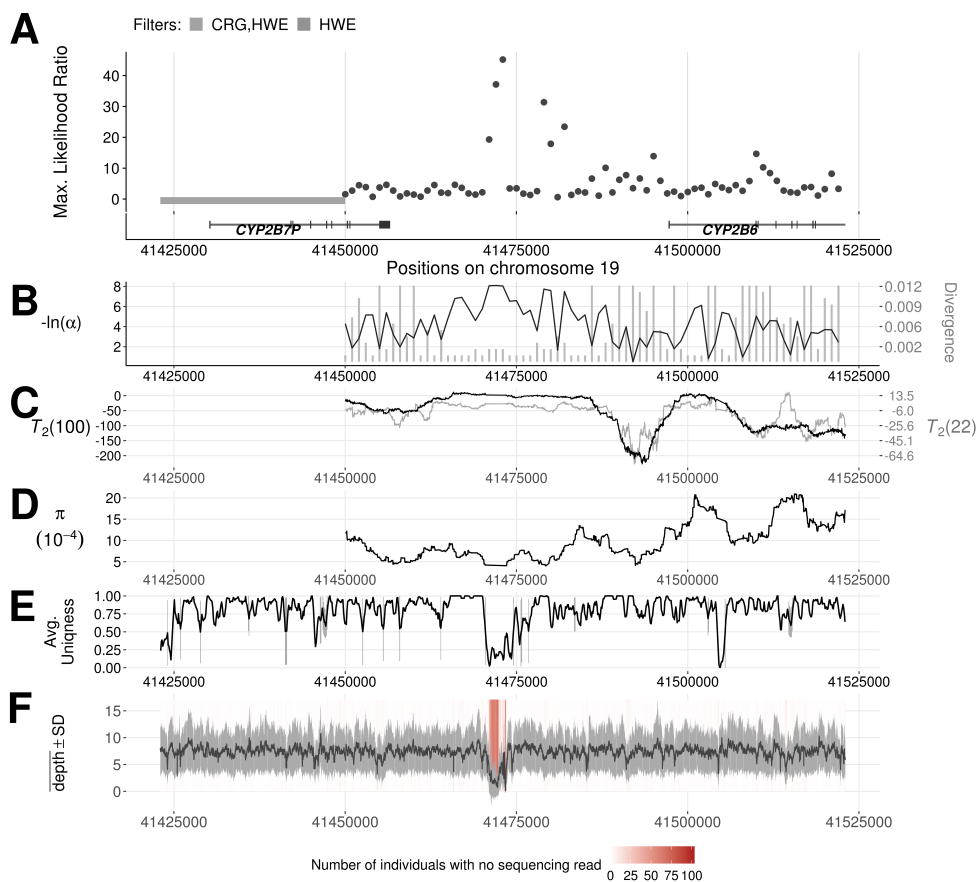 A
Filters: CRG,HWE HWE
Max. Likelihood Ratio
40
30
20
10
0
CYP2B7P CYP2B6
41425000 41450000 41475000 41500000 41525000
Positions on chromosome 19
B
-ln(α)
8
6
4
2
0.012
0.009
0.006
0.002
Divergence
41425000 41450000 41475000 41500000 41525000
C
T₂(100)
0
-50
-100
-150
-200
13.5
-6.0
-25.6
-45.1
-64.6
T₂(22)
41425000 41450000 41475000 41500000 41525000
D
π
(10⁻⁴)
20
15
10
5
41425000 41450000 41475000 41500000 41525000
E
Avg.
Uniqness
1.00
0.75
0.50
0.25
0.00
41425000 41450000 41475000 41500000 41525000
F
depth ± SD
15
10
5
0
41425000 41450000 41475000 41500000 41525000
Number of individuals with no sequencing read
0 25 50 75 100